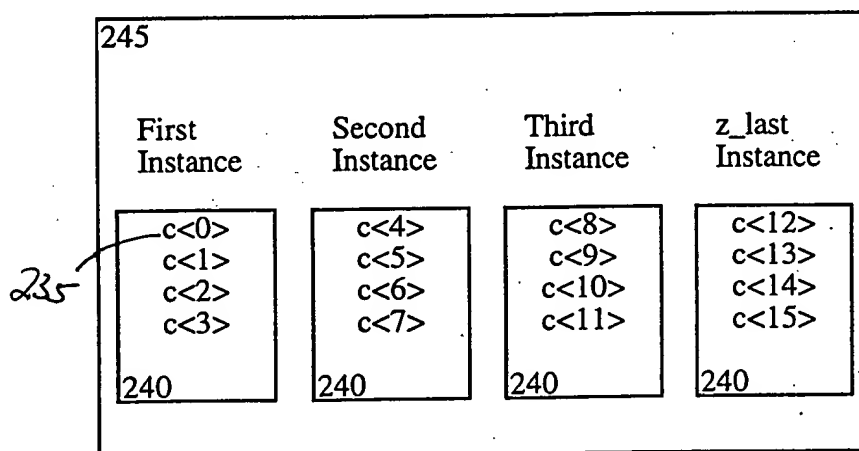 245
First Second Third z_last
Instance Instance Instance Instance
c<0> c<4> c<8> c<12>
c<1> c<5> c<9> c<13>
235 c<2> c<6> c<10> c<14>
c<3> c<7> c<11> c<15>
240 240 240 240